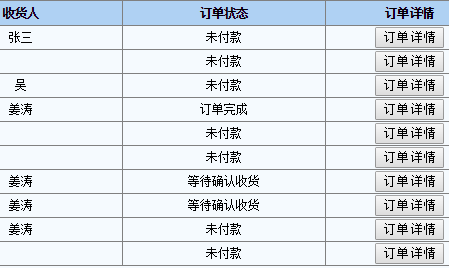 收货人 订单状态 订单详情
张三 未付款 订单详情
未付款 订单详情
吴 未付款 订单详情
姜涛 订单完成 订单详情
未付款 订单详情
未付款 订单详情
姜涛 等待确认收货 订单详情
姜涛 等待确认收货 订单详情
姜涛 未付款 订单详情
未付款 订单详情